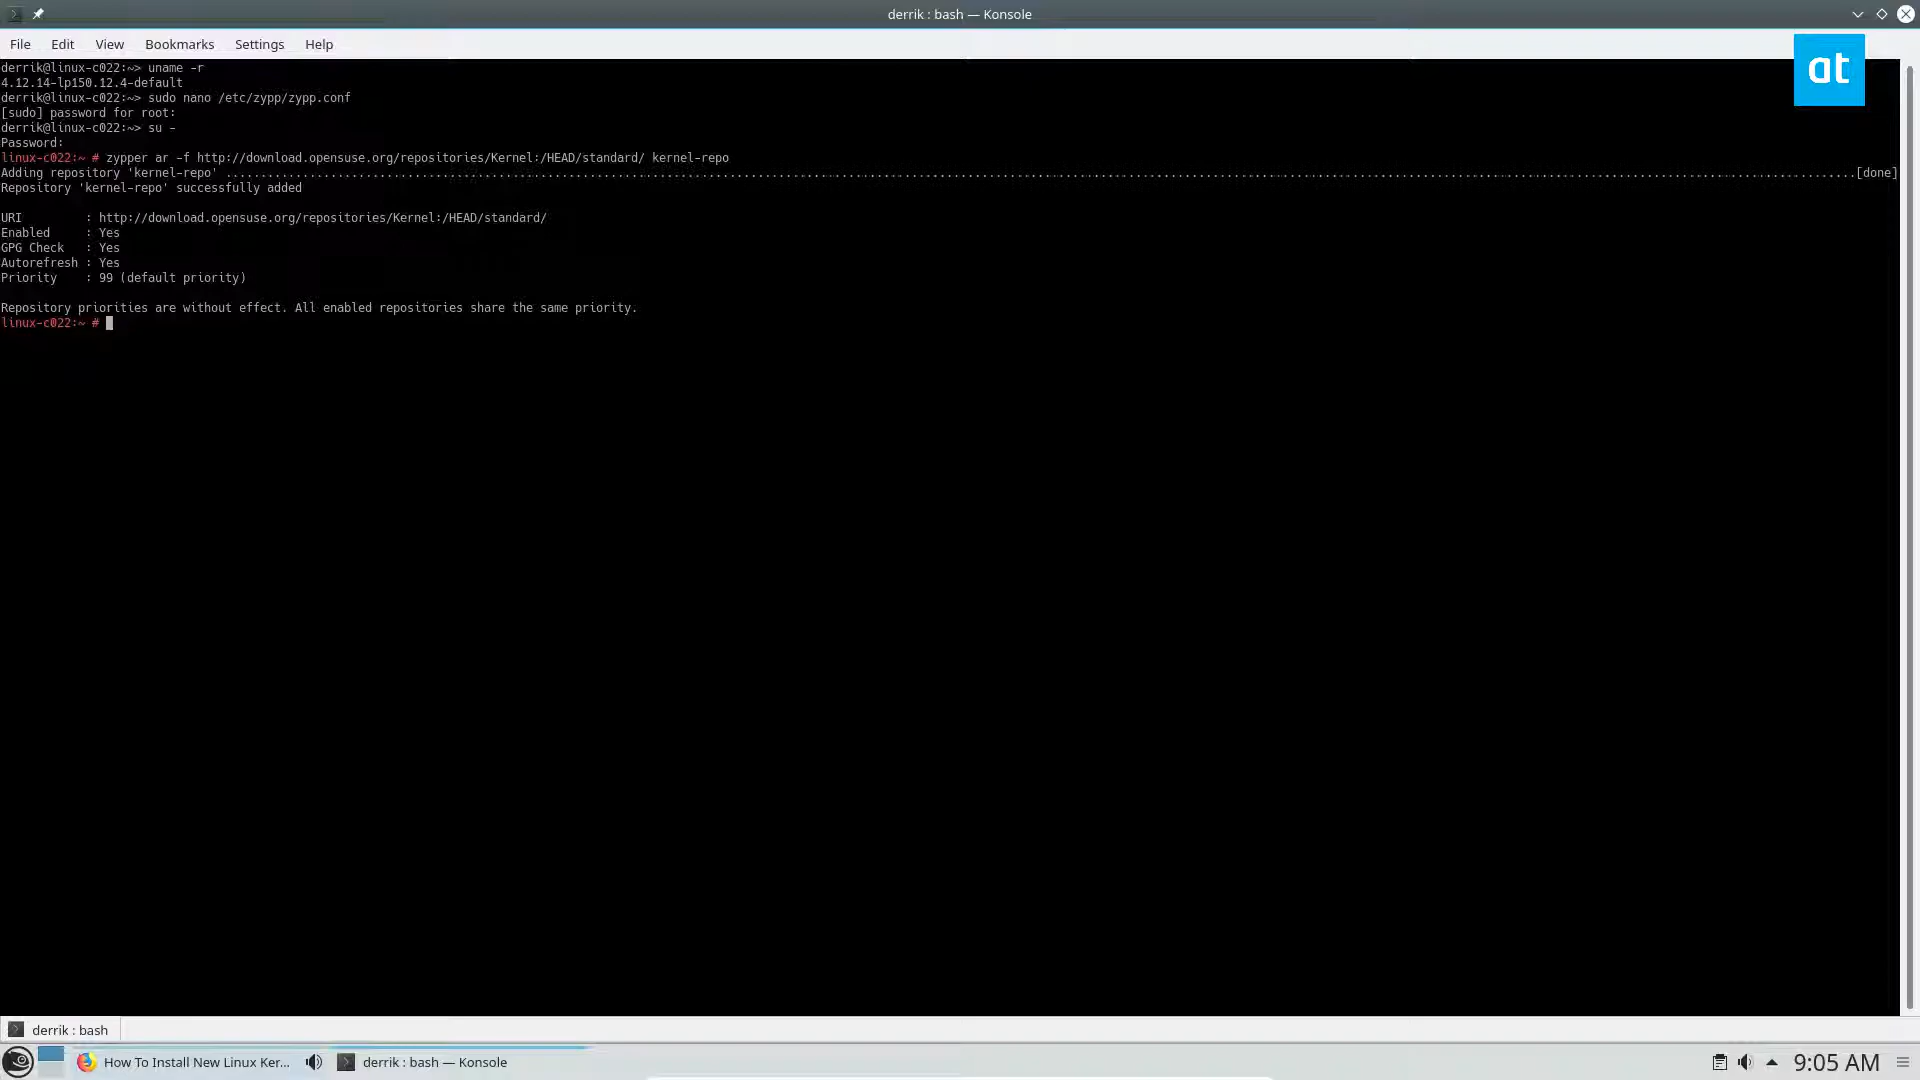 derrik : bash — Konsole
File Edit View Bookmarks Settings Help
at
derrik@linux-c022:~> uname -r
4.12.14-lp150.12.4-default
derrik@linux-c022:~> sudo nano /etc/zypp/zypp.conf
[sudo] password for root:
derrik@linux-c022:~> su -
Password:
linux-c022:~ # zypper ar -f http://download.opensuse.org/repositories/Kernel:/HEAD/standard/ kernel-repo
Adding repository 'kernel-repo' ..............................................................................................................................................................................................................................................[done]
Repository 'kernel-repo' successfully added
URI : http://download.opensuse.org/repositories/Kernel:/HEAD/standard/
Enabled : Yes
GPG Check : Yes
Autorefresh : Yes
Priority : 99 (default priority)
Repository priorities are without effect. All enabled repositories share the same priority.
linux-c022:~ #
derrik : bash
How To Install New Linux Ker... derrik : bash — Konsole 9:05 AM